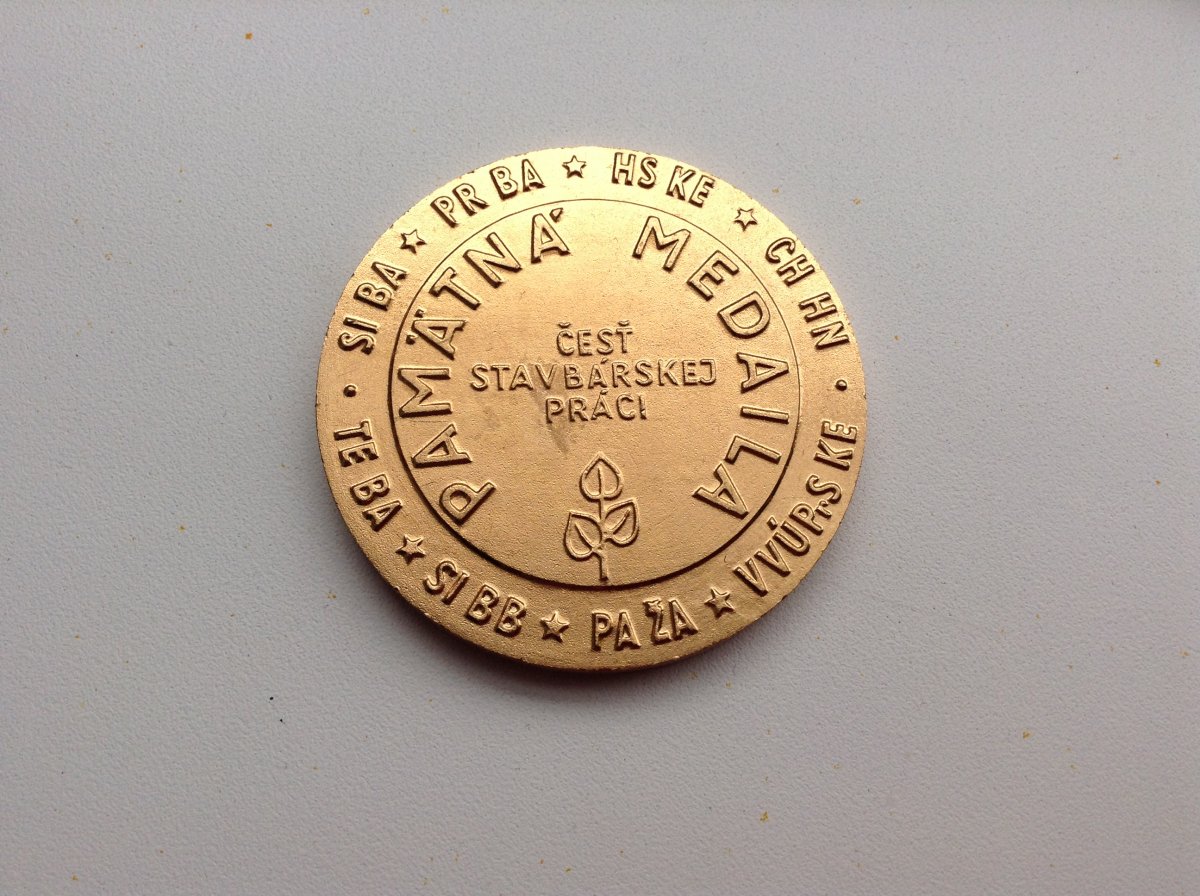 SI BA ★ PR BA ★ HS KE ★ CH HN ·
TE BA ★ SI BB ★ PA ŽA ★ VVÚPrS KE
PAMÄTNÁ MEDAILA
ČESŤ
STAVBÁRSKEJ
PRÁCI